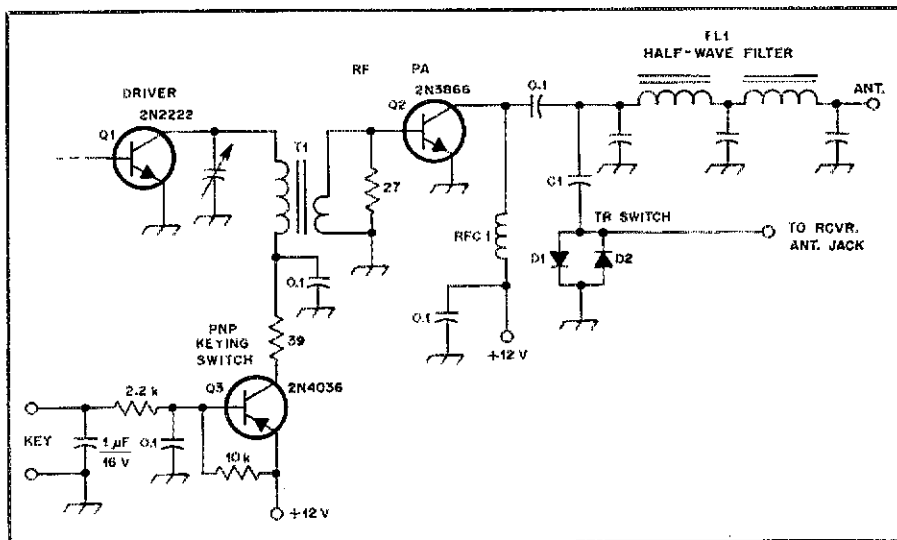 FL1
HALF-WAVE FILTER
RF PA
2N3866
Q2
0.1
ANT.
DRIVER
2N2222
Q1
T1
27
C1
TR SWITCH
TO RCVR.
ANT. JACK
RFC 1
D1
D2
0.1
0.1
+12 V
39
PNP
KEYING
SWITCH
Q3
2N4036
2.2 k
KEY
1 µF
16 V
0.1
10 k
+12 V